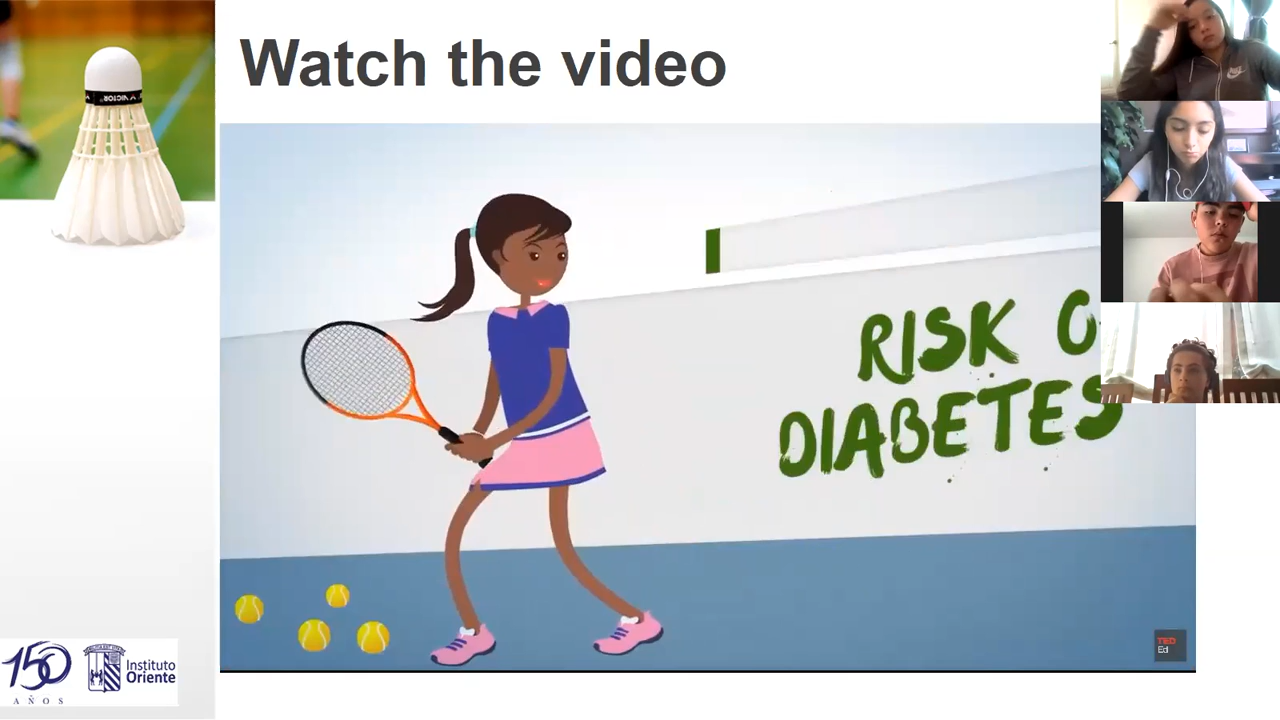 Watch the video
VICTOR
RISK O
DIABETES
TED
Ed
150
AÑOS
Instituto
Oriente